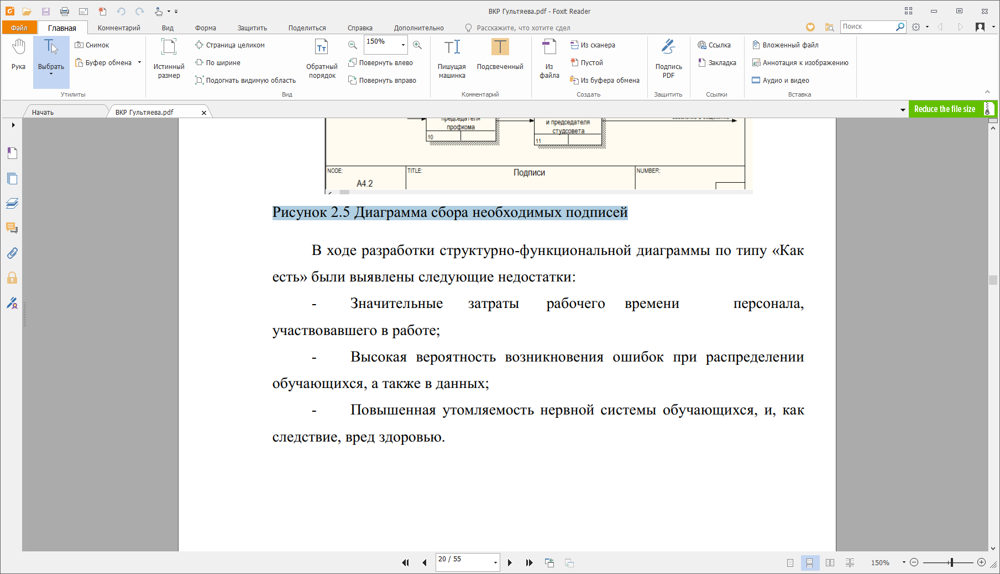 ВКР Гультяева.pdf - Foxit Reader
Файл Главная Комментарий Вид Форма Защитить Поделиться Справка Дополнительно Расскажите, что хотите сдел Поиск
Рука
Выбрать
Снимок
Буфер обмена
Утилиты
Истинный
размер
Страница целиком
По ширине
Подогнать видимую область
Обратный
порядок
150%
Повернуть влево
Повернуть вправо
Вид
Пишущая
машинка
Подсвеченный
Комментарий
Из
файла
Из сканера
Пустой
Из буфера обмена
Создать
Подпись
PDF
Защитить
Ссылка
Закладка
Ссылки
Вложенный файл
Аннотация к изображению
Аудио и видео
Вставка
Начать ВКР Гультяева.pdf Reduce the file size
председателя
профкома
10
и председателя
студсовета
11
NODE: TITLE: NUMBER:
A4.2 Подписи
Рисунок 2.5 Диаграмма сбора необходимых подписей
В ходе разработки структурно-функциональной диаграммы по типу «Как
есть» были выявлены следующие недостатки:
- Значительные затраты рабочего времени персонала,
участвовавшего в работе;
- Высокая вероятность возникновения ошибок при распределении
обучающихся, а также в данных;
- Повышенная утомляемость нервной системы обучающихся, и, как
следствие, вред здоровью.
20 / 55 150%